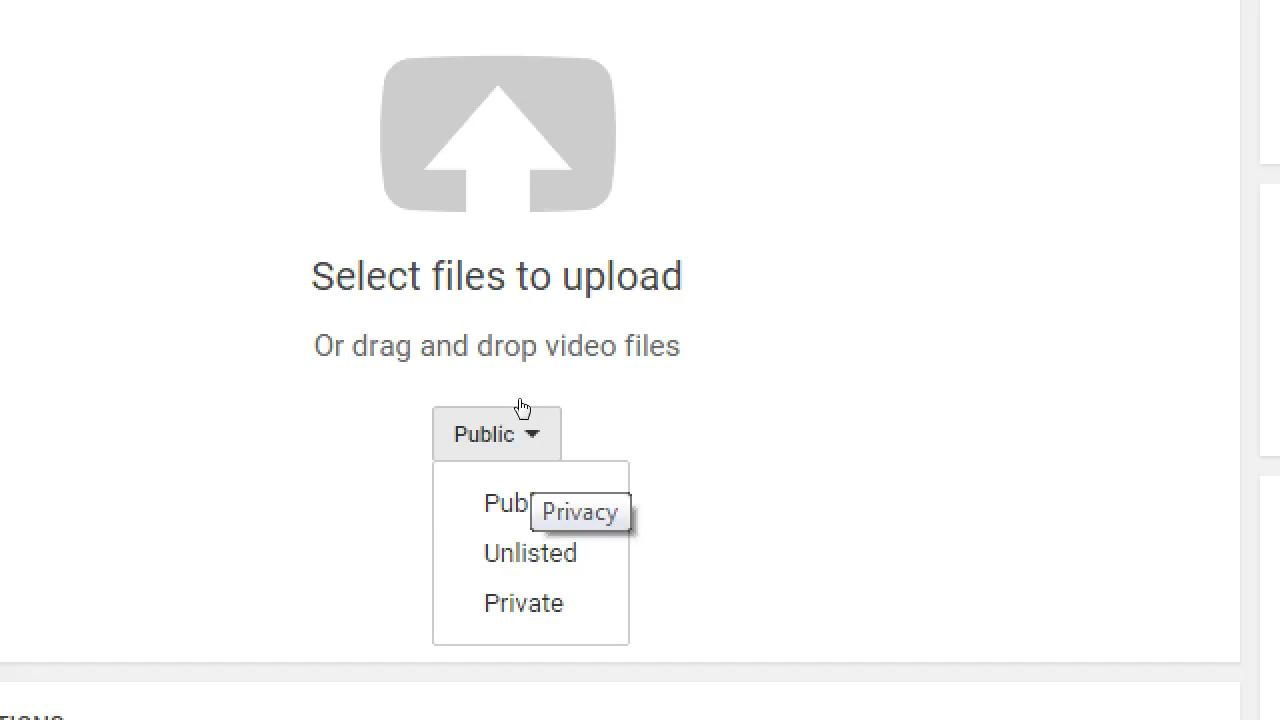 Select files to upload
Or drag and drop video files
Public
Pub
Privacy
Unlisted
Private